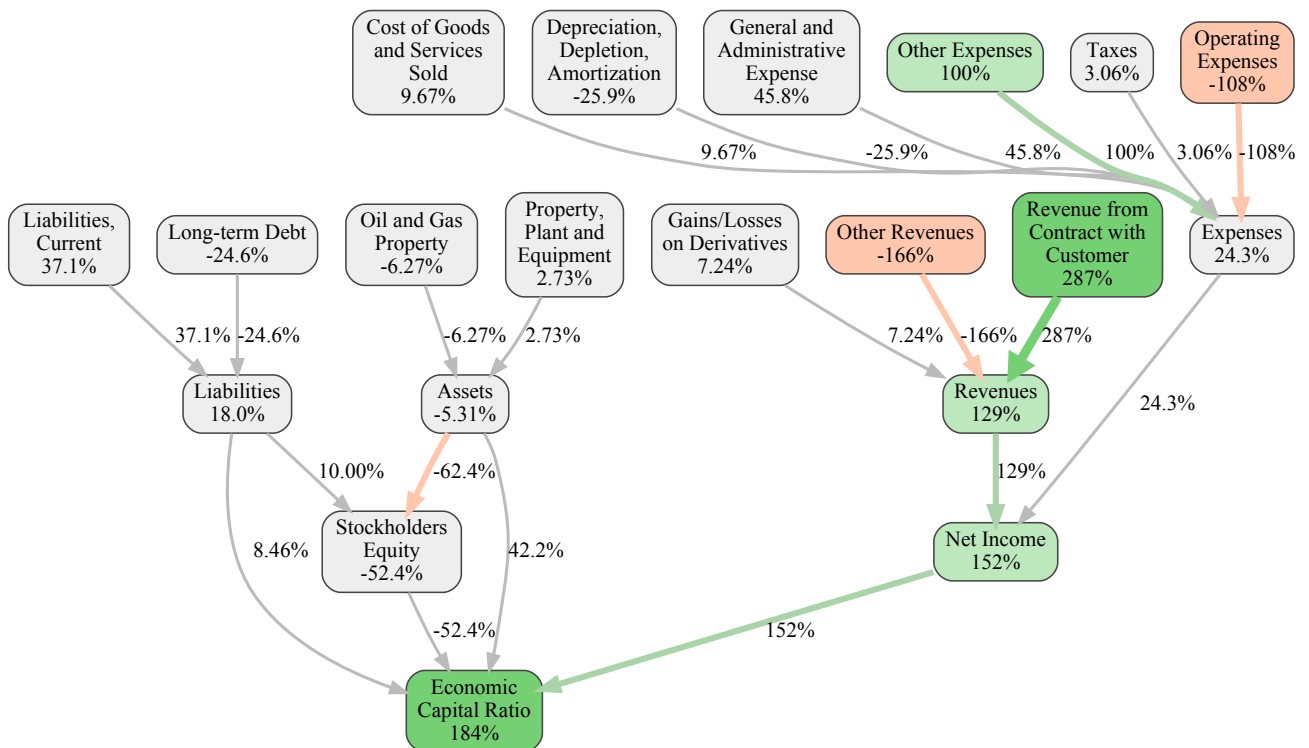 Cost of Goods
and Services
Sold
9.67%
Depreciation,
Depletion,
Amortization
-25.9%
General and
Administrative
Expense
45.8%
Other Expenses
100%
Taxes
3.06%
Operating
Expenses
-108%
9.67%
-25.9%
45.8%
100%
3.06%
-108%
Liabilities,
Current
37.1%
Long-term Debt
-24.6%
Oil and Gas
Property
-6.27%
Property,
Plant and
Equipment
2.73%
Gains/Losses
on Derivatives
7.24%
Other Revenues
-166%
Revenue from
Contract with
Customer
287%
Expenses
24.3%
37.1%
-24.6%
-6.27%
2.73%
7.24%
-166%
287%
Liabilities
18.0%
Assets
-5.31%
Revenues
129%
24.3%
10.00%
-62.4%
129%
Stockholders
Equity
-52.4%
8.46%
42.2%
Net Income
152%
-52.4%
152%
Economic
Capital Ratio
184%